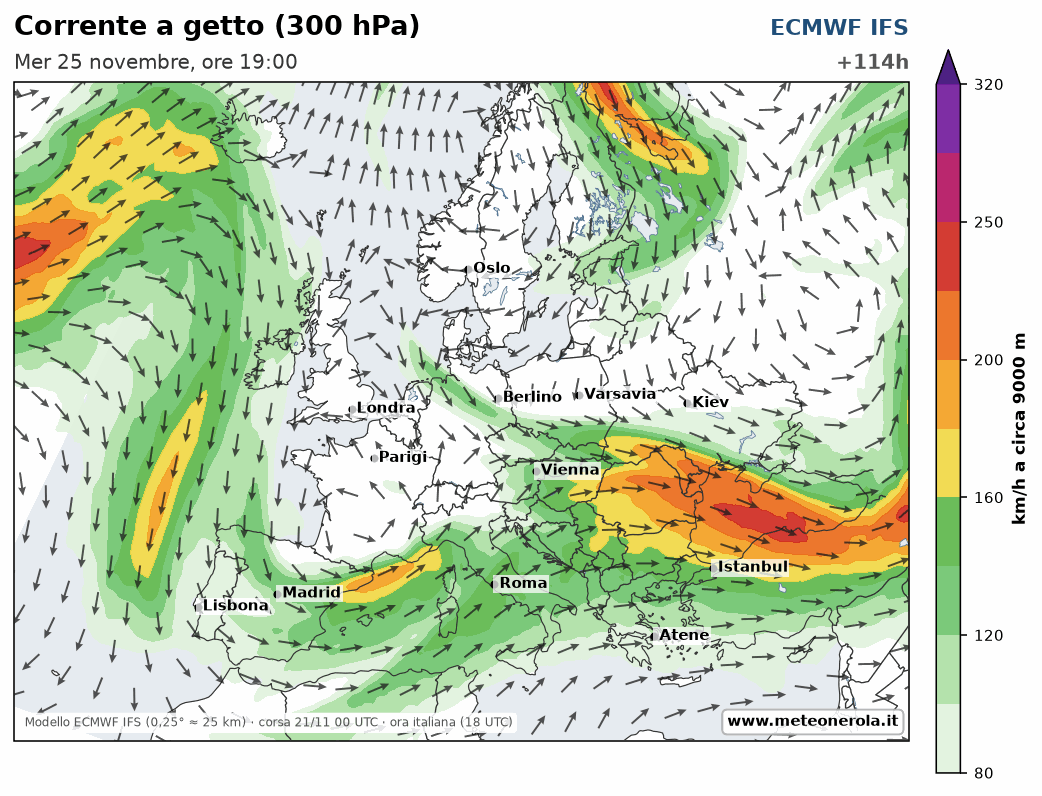 Corrente a getto (300 hPa)
ECMWF IFS
Mer 25 novembre, ore 19:00
+114h
320
250
200
160
120
80
km/h a circa 9000 m
Oslo
Londra
Berlino
Varsavia
Kiev
Parigi
Vienna
Istanbul
Madrid
Roma
Lisbona
Atene
Modello ECMWF IFS (0,25° ≈ 25 km) · corsa 21/11 00 UTC · ora italiana (18 UTC)
www.meteonerola.it